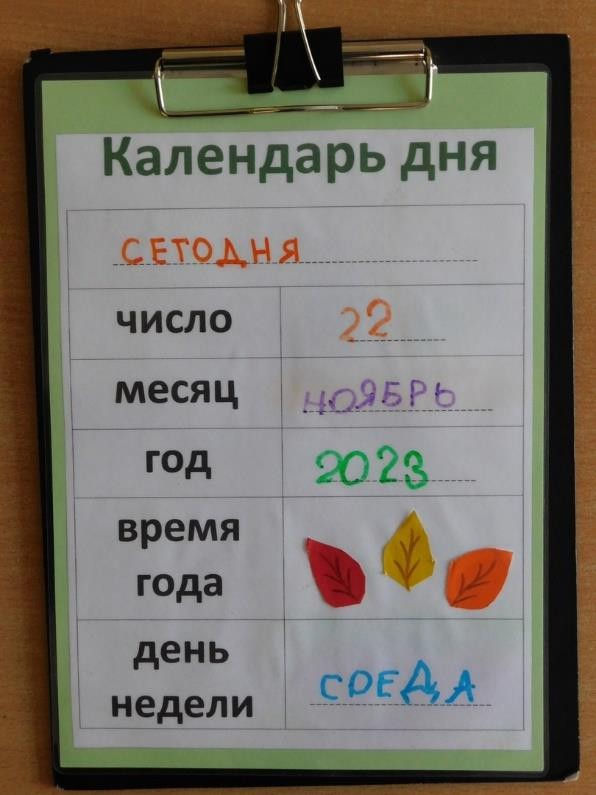 Календарь дня
СЕГОДНЯ
число 22
месяц НОЯБРЬ
год 2023
время
года
день
недели СРЕДА